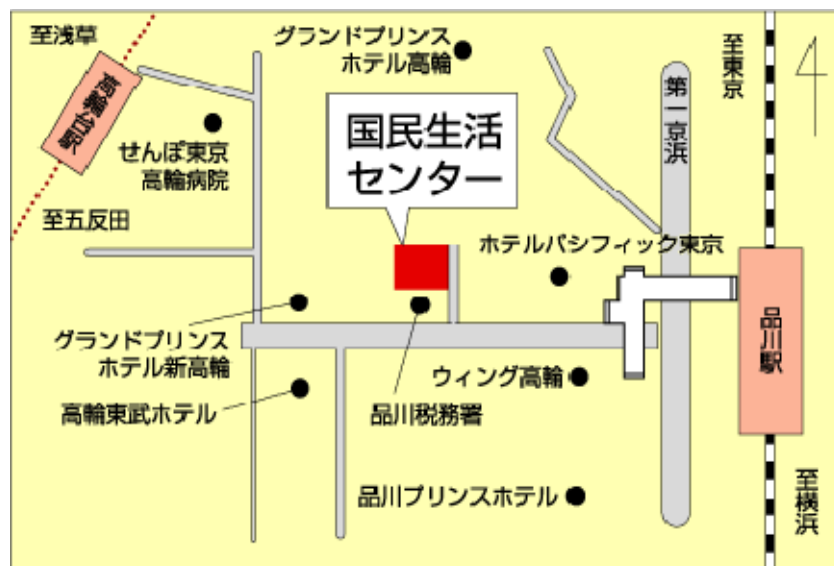 至浅草
高輪台駅
至五反田
せんぽ東京
高輪病院
グランドプリンス
ホテル高輪
国民生活
センター
第一京浜
至東京
ホテルパシフィック東京
品川駅
グランドプリンス
ホテル新高輪
高輪東武ホテル
品川税務署
ウィング高輪
品川プリンスホテル
至横浜